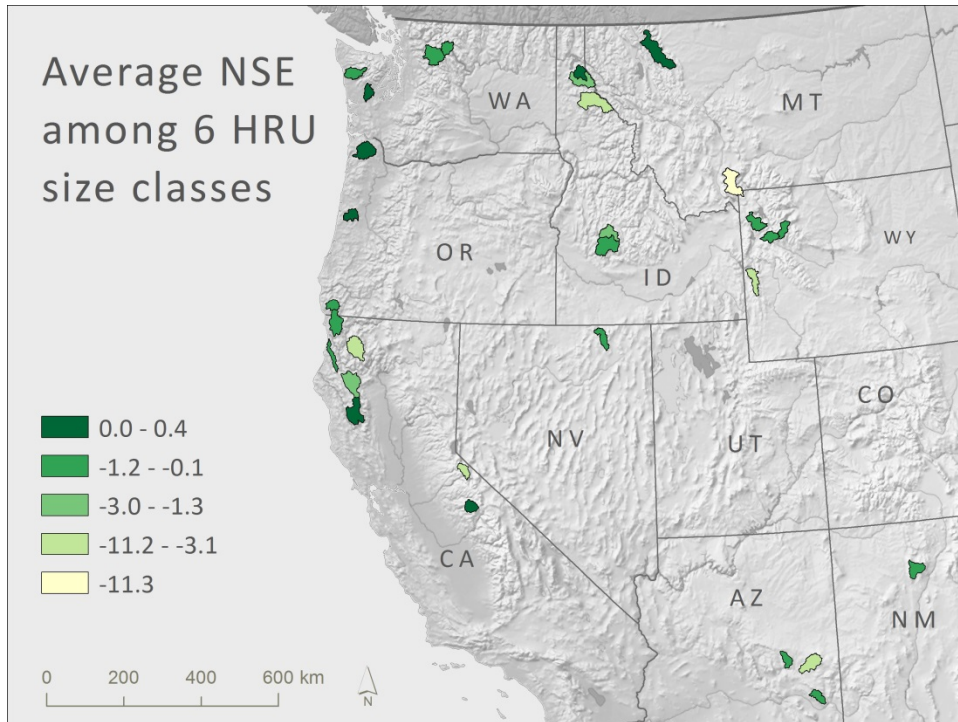 Average NSE
among 6 HRU
size classes
WA
MT
OR
ID
WY
NV
UT
CO
CA
AZ
NM
0.0 - 0.4
-1.2 - -0.1
-3.0 - -1.3
-11.2 - -3.1
-11.3
0 200 400 600 km
N